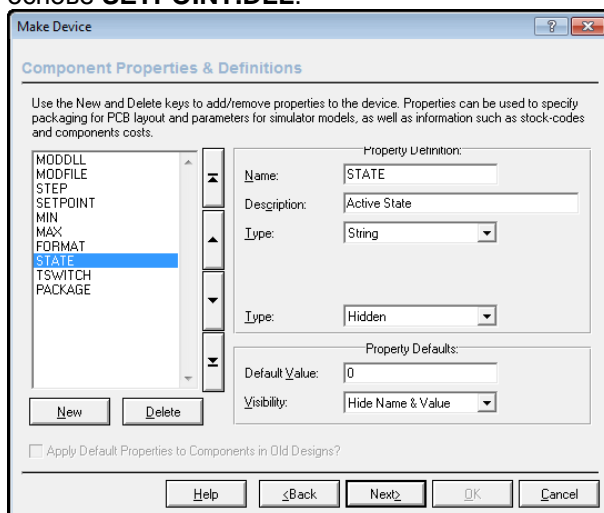 основе SETPOINT.DLL.
Make Device
Component Properties & Definitions
Use the New and Delete keys to add/remove properties to the device. Properties can be used to specify
packaging for PCB layout and parameters for simulator models, as well as information such as stock-codes
and components costs.
MODDLL
MODFILE
STEP
SETPOINT
MIN
MAX
FORMAT
STATE
TSWITCH
PACKAGE
New
Delete
Property Definition:
Name:
STATE
Description:
Active State
Type:
String
Type:
Hidden
Property Defaults:
Default Value:
0
Visibility:
Hide Name & Value
Apply Default Properties to Components in Old Designs?
Help
<Back
Next>
OK
Cancel